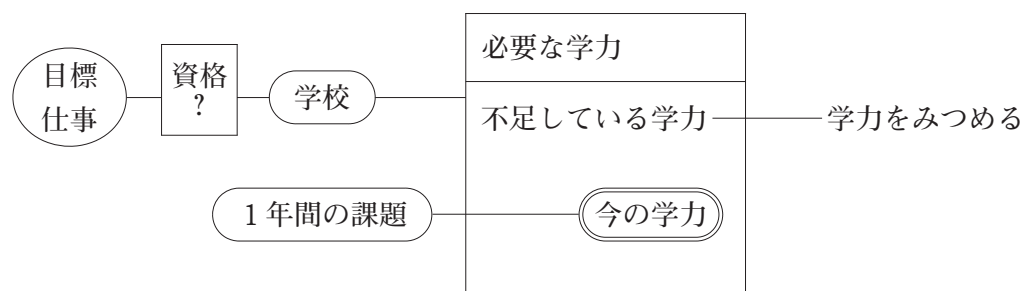 目標
仕事
資格
?
学校
必要な学力
不足している学力
学力をみつめる
1年間の課題
今の学力